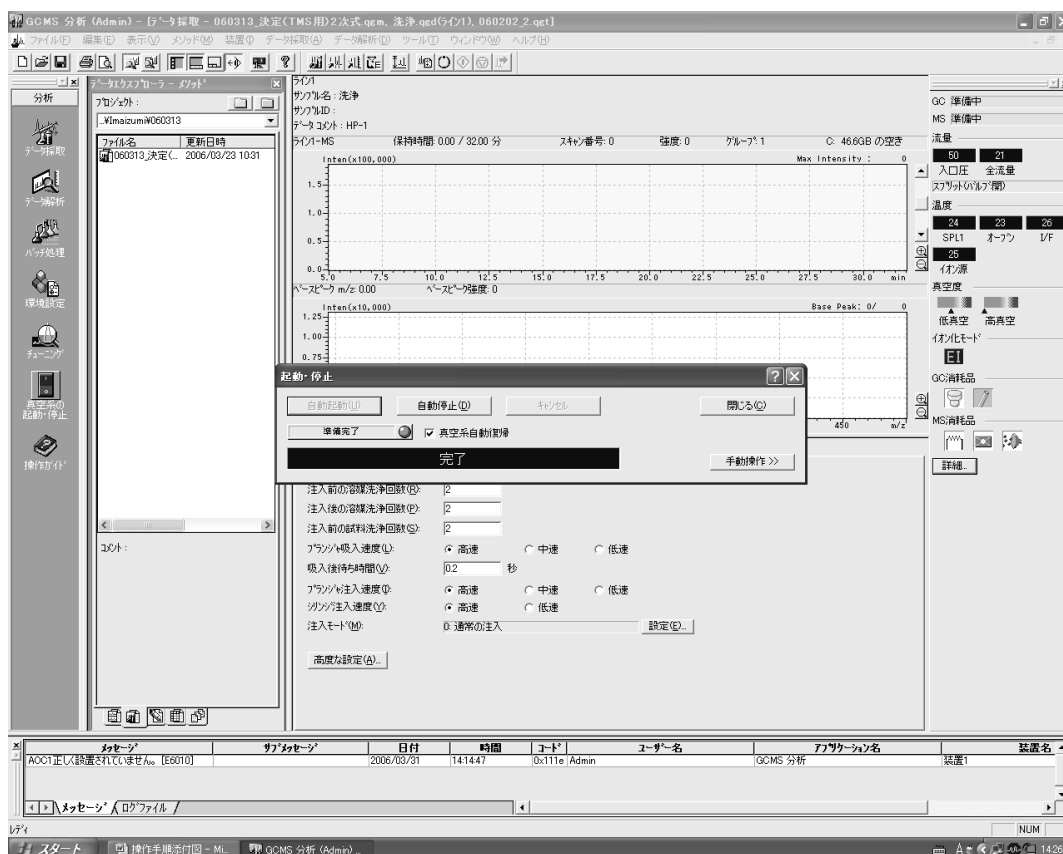 GCMS 分析 (Admin) - [データ採取 - 060313_決定(TMS用)2次式.qgm, 洗浄.qgd(ライン1), 060202_2.qgt]
ファイル(F) 編集(E) 表示(V) メソッド(M) 装置(I) データ採取(A) データ解析(D) ツール(T) ウィンドウ(W) ヘルプ(H)
分析
データ採取
データ解析
バッチ処理
環境設定
チューニング
真空系の
起動・停止
操作ガイド
データエクスプローラ - メソッド
プロジェクト:
..¥Imaizumi¥060313
ファイル名 更新日時
060313_決定(... 2006/03/23 10:31
コメント:
ライン1
サンプル名 : 洗浄
サンプルID :
データ コメント : HP-1
ライン1-MS 保持時間: 0.00 / 32.00 分 スキャン番号: 0 強度: 0 グループ: 1 C: 46.6GB の空き
Inten(x100,000) Max Intensity : 0
1.5
1.0
0.5
0.0
5.0 7.5 10.0 12.5 15.0 17.5 20.0 22.5 25.0 27.5 30.0 min
ベースピーク m/z: 0.00 ベースピーク強度: 0
Inten(x10,000) Base Peak: 0/ 0
1.25
1.00
0.75
450 m/z
起動・停止
自動起動(U) 自動停止(D) キャンセル 閉じる(C)
準備完了 真空系自動復帰
完了 手動操作 >>
注入前の溶媒洗浄回数(R): 2
注入後の溶媒洗浄回数(P): 2
注入前の試料洗浄回数(S): 2
プランジャ吸入速度(L): 高速 中速 低速
吸入後待ち時間(V): 0.2 秒
プランジャ注入速度(I): 高速 中速 低速
シリンジ注入速度(Y): 高速 低速
注入モード(M): 0: 通常の注入 設定(E)...
高度な設定(A)...
GC 準備中
MS 準備中
流量
50 21
入口圧 全流量
スプリット(バルブ:開)
温度
24 23 26
SPL1 オーブン I/F
25
イオン源
真空度
低真空 高真空
イオン化モード
EI
GC消耗品
MS消耗品
詳細...
メッセージ サブメッセージ 日付 時間 コード ユーザー名 アプリケーション名 装置名
AOC1正しく設置されていません。 [E6010] 2006/03/31 14:14:47 0x111e Admin GCMS 分析 装置1
メッセージ ログファイル
レディ NUM
スタート 操作手順添付図 - Mi... GCMS 分析 (Admin) ... A 14:26